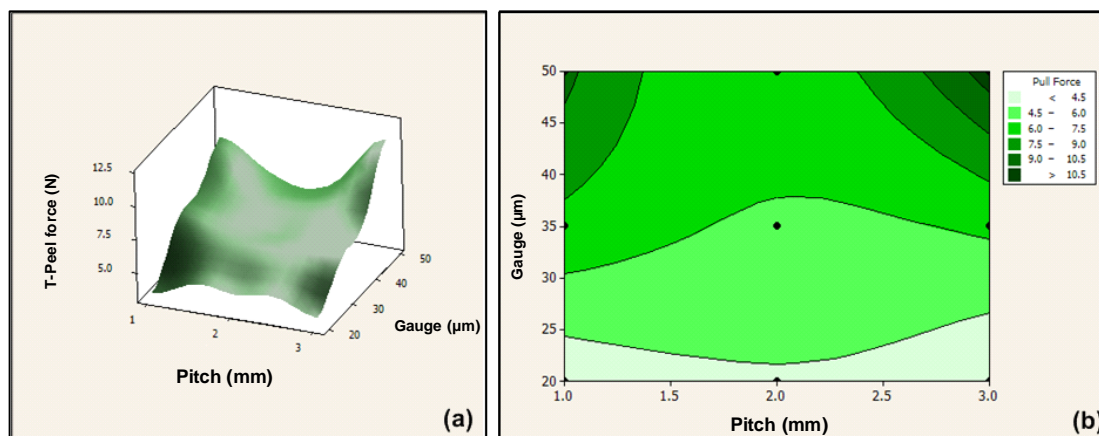 12.5
10.0
7.5
5.0
T-Peel force (N)
1
2
3
Pitch (mm)
20
30
40
50
Gauge (µm)
(a)
50
45
40
35
30
25
20
Gauge (µm)
1.0 1.5 2.0 2.5 3.0
Pitch (mm)
Pull Force
< 4.5
4.5 – 6.0
6.0 – 7.5
7.5 – 9.0
9.0 – 10.5
> 10.5
(b)